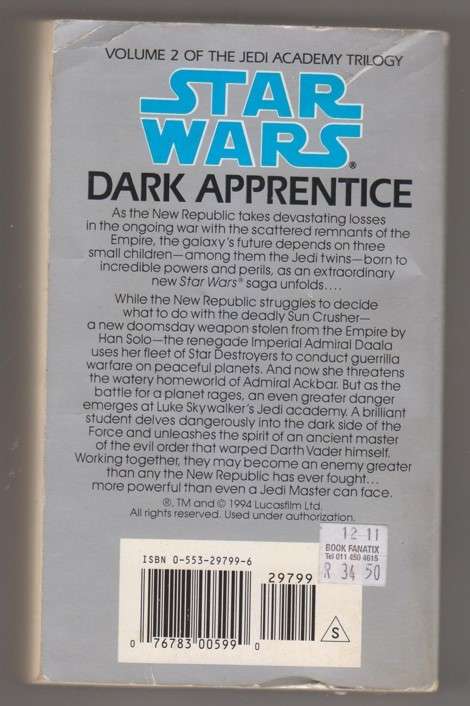 VOLUME 2 OF THE JEDI ACADEMY TRILOGY
STAR
WARS®
DARK APPRENTICE
As the New Republic takes devastating losses
in the ongoing war with the scattered remnants of the
Empire, the galaxy's future depends on three
small children—among them the Jedi twins—born to
incredible powers and perils, as an extraordinary
new Star Wars® saga unfolds....
While the New Republic struggles to decide
what to do with the deadly Sun Crusher—
a new doomsday weapon stolen from the Empire by
Han Solo—the renegade Imperial Admiral Daala
uses her fleet of Star Destroyers to conduct guerrilla
warfare on peaceful planets. And now she threatens
the watery homeworld of Admiral Ackbar. But as the
battle for a planet rages, an even greater danger
emerges at Luke Skywalker's Jedi academy. A brilliant
student delves dangerously into the dark side of the
Force and unleashes the spirit of an ancient master
of the evil order that warped Darth Vader himself.
Working together, they may become an enemy greater
than any the New Republic has ever fought...
more powerful than even a Jedi Master can face.
®, TM and © 1994 Lucasfilm Ltd.
All rights reserved. Used under authorization.
12 11
BOOK FANATIX
Tel 011 450 4615
R 34 50
ISBN 0-553-29799-6
29799
0 76783 00599 0
S